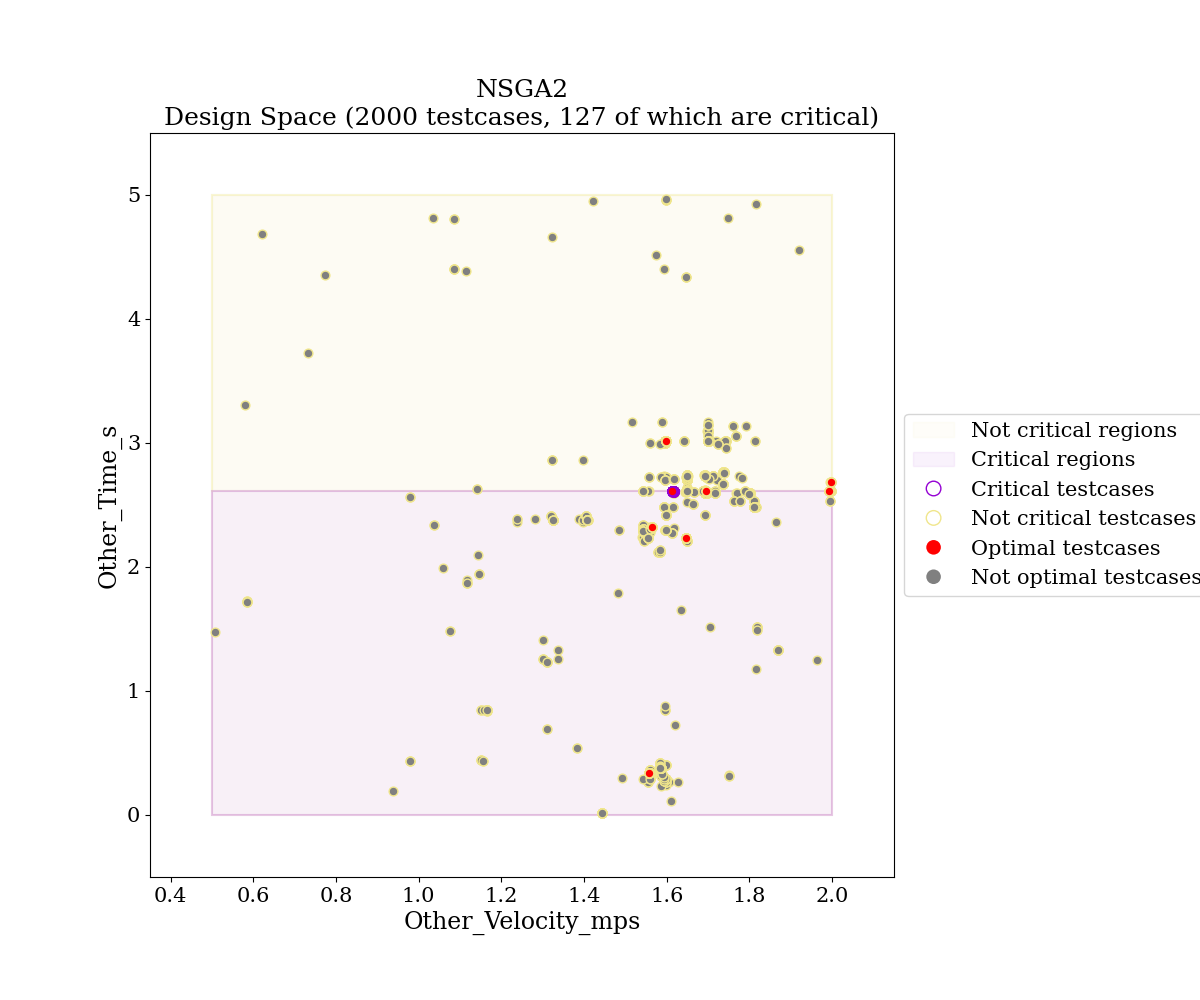 NSGA2
Design Space (2000 testcases, 127 of which are critical)
Other_Time_s
5
4
3
2
1
0
0.4 0.6 0.8 1.0 1.2 1.4 1.6 1.8 2.0
Other_Velocity_mps
Not critical regions
Critical regions
Critical testcases
Not critical testcases
Optimal testcases
Not optimal testcases